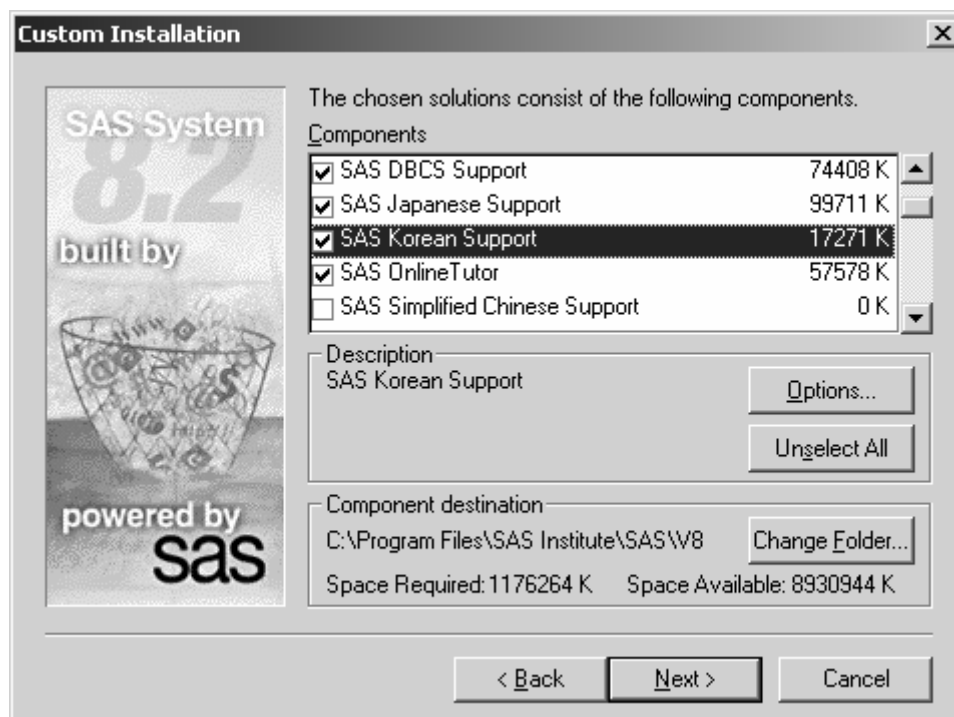 Custom Installation
SAS System
8.2
built by
powered by
sas
The chosen solutions consist of the following components.
Components
SAS DBCS Support 74408 K
SAS Japanese Support 99711 K
SAS Korean Support 17271 K
SAS OnlineTutor 57578 K
SAS Simplified Chinese Support 0 K
Description
SAS Korean Support
Options...
Unselect All
Component destination
C:\Program Files\SAS Institute\SAS\V8
Change Folder...
Space Required: 1176264 K Space Available: 8930944 K
< Back Next > Cancel